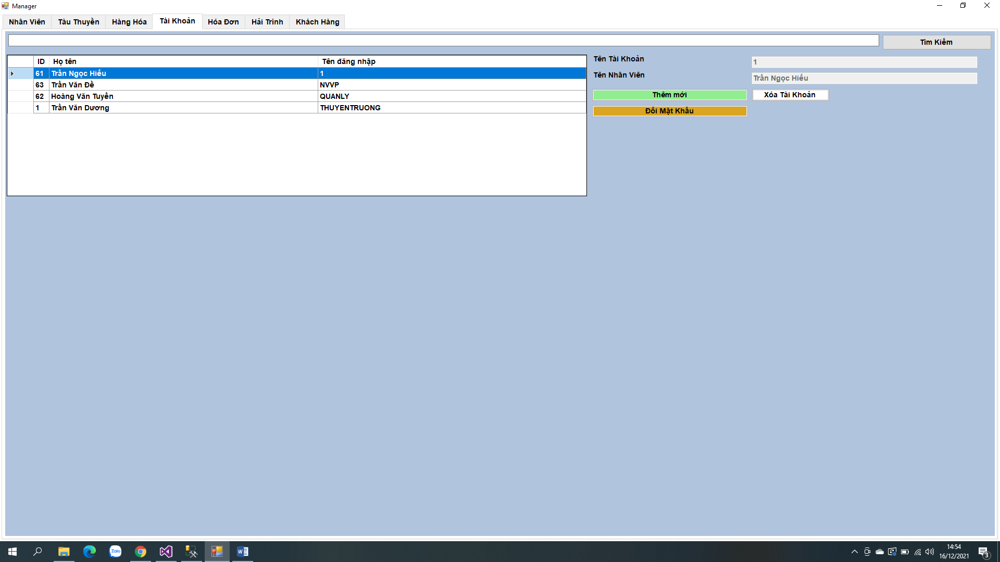 Manager
Nhân Viên Tàu Thuyền Hàng Hóa Tài Khoản Hóa Đơn Hải Trình Khách Hàng
Tìm Kiếm
ID Họ tên Tên đăng nhập
61 Trần Ngọc Hiếu 1
63 Trần Văn Đề NVVP
62 Hoàng Văn Tuyến QUANLY
1 Trần Văn Dương THUYENTRUONG
Tên Tài Khoản 1
Tên Nhân Viên Trần Ngọc Hiếu
Thêm mới Xóa Tài Khoản
Đổi Mật Khẩu
Zalo
14:54
16/12/2021
3